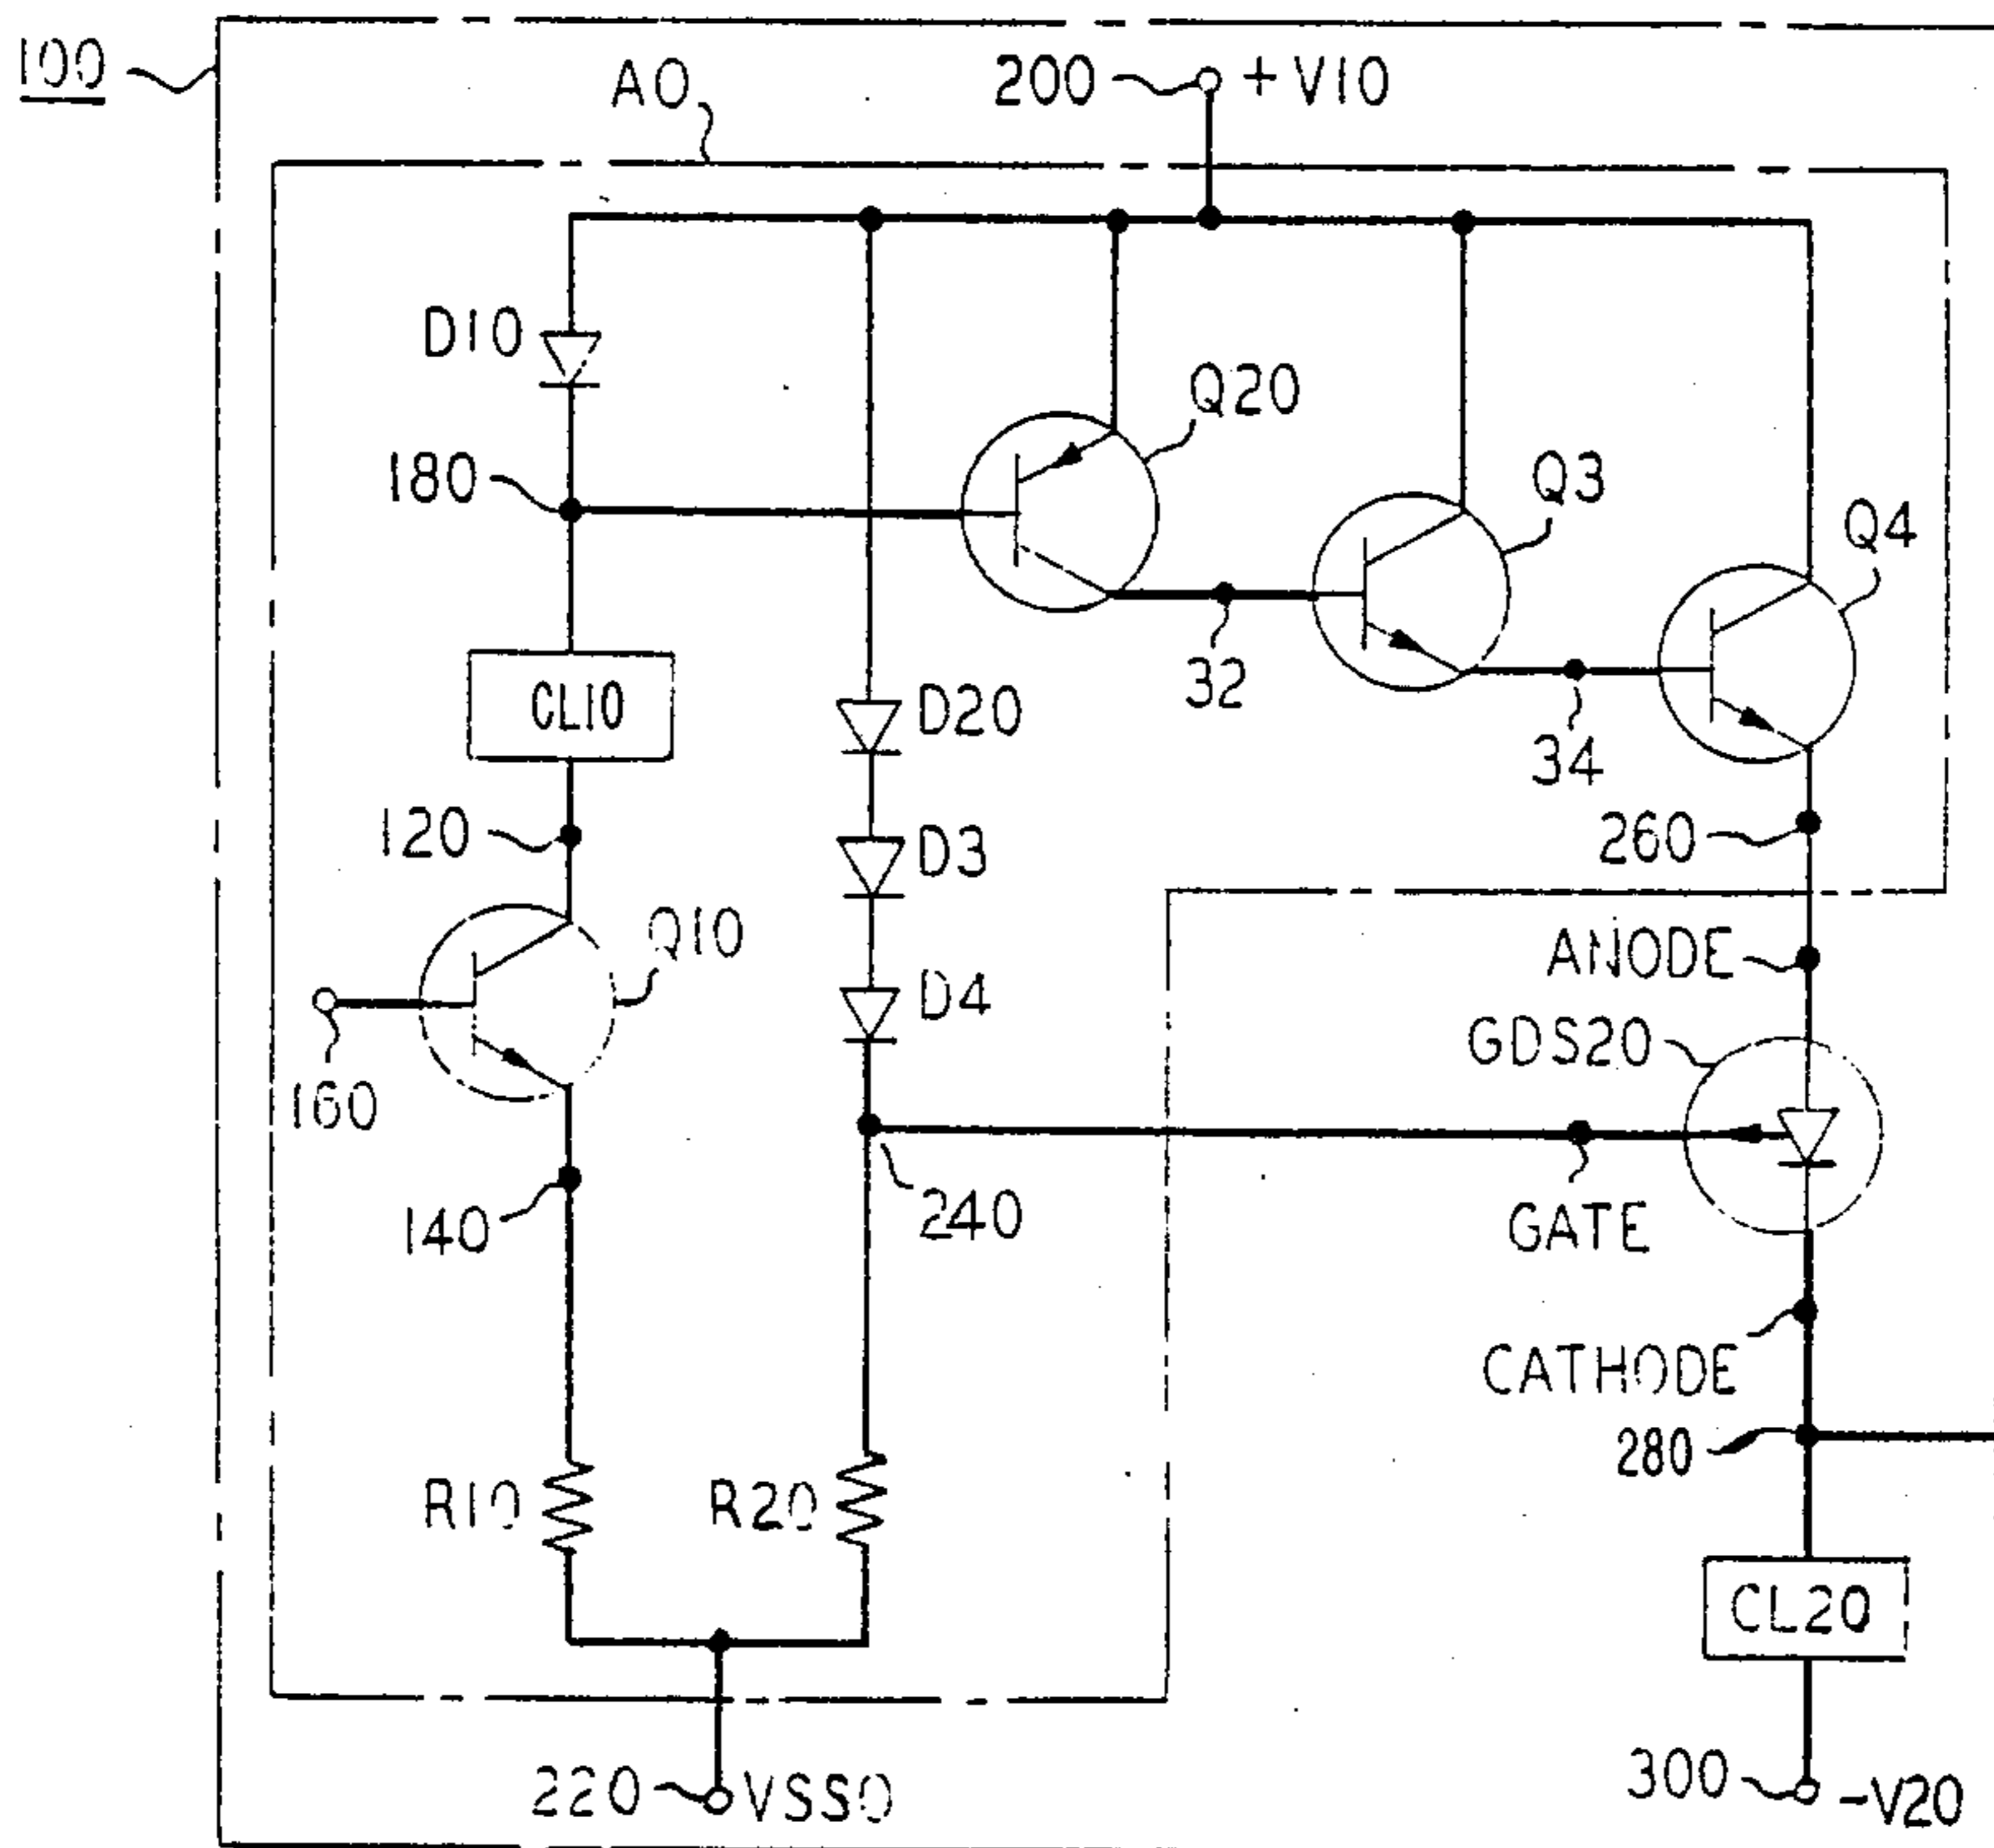 100
A0
200
+V10
D10
Q20
180
Q3
Q4
CL10
32
D20
34
120
D3
260
Q10
D4
ANODE
160
GDS20
140
240
GATE
CATHODE
280
R10
R20
CL20
220
VSS0
300
-V20